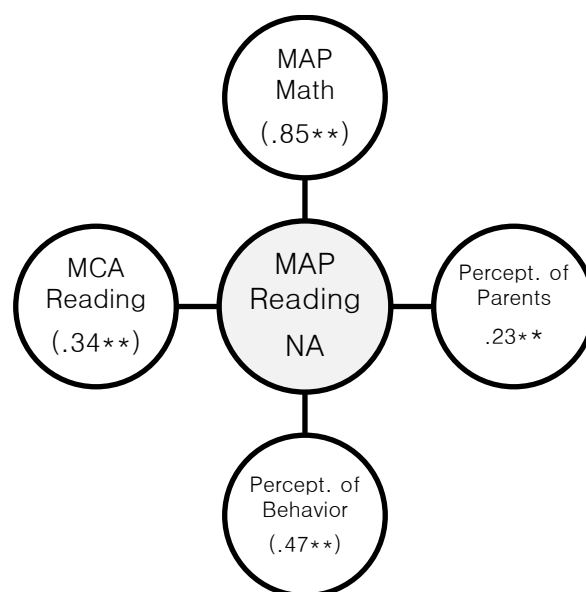 MAP
Math
(.85**)
MCA
Reading
(.34**)
MAP
Reading
NA
Percept. of
Parents
.23**
Percept. of
Behavior
(.47**)